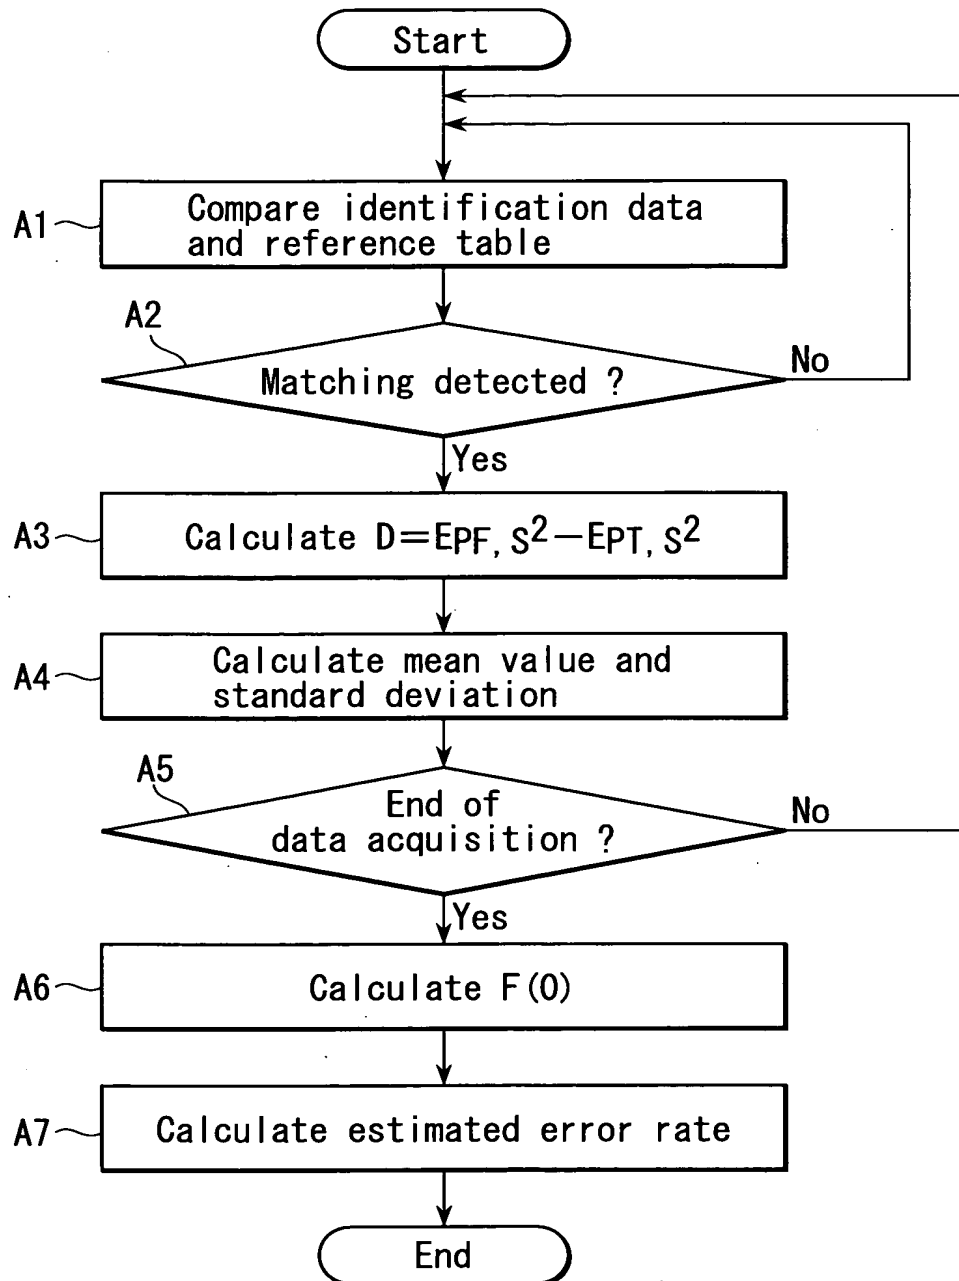 Start
A1
Compare identification data
and reference table
A2
Matching detected ?
No
Yes
A3
Calculate D=EPF, S²-EPT, S²
A4
Calculate mean value and
standard deviation
A5
End of
data acquisition ?
No
Yes
A6
Calculate F(0)
A7
Calculate estimated error rate
End